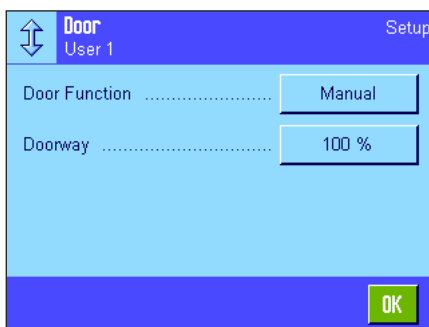 Door Setup
User 1
Door Function ........................ Manual
Doorway ................................ 100 %
OK